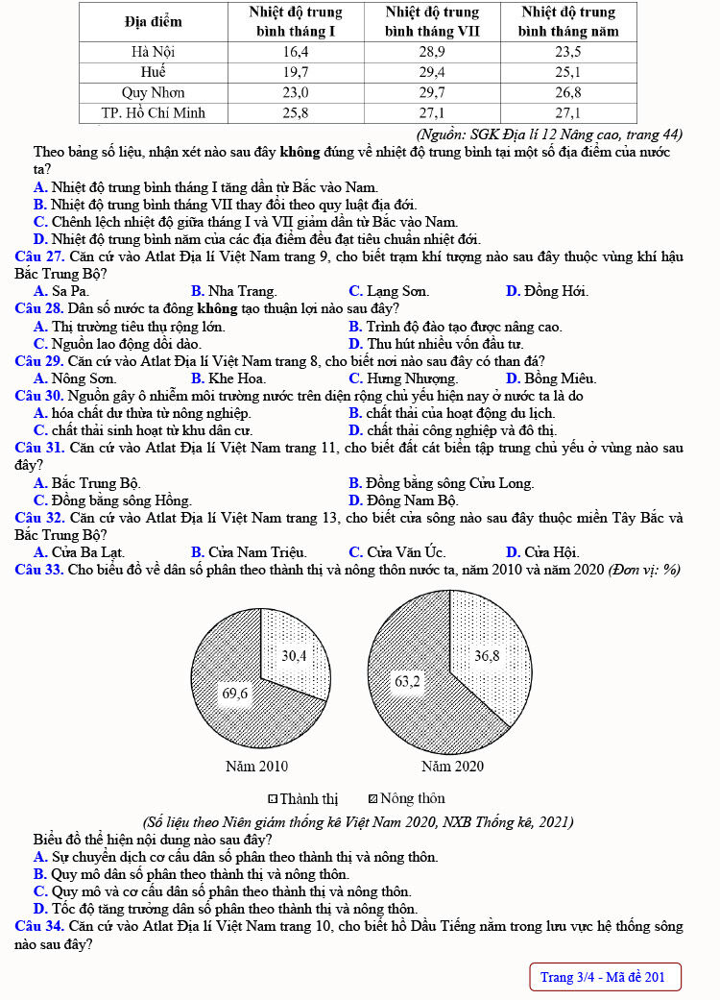 Địa điểm Nhiệt độ trung bình tháng I Nhiệt độ trung bình tháng VII Nhiệt độ trung bình tháng năm
Hà Nội 16,4 28,9 23,5
Huế 19,7 29,4 25,1
Quy Nhơn 23,0 29,7 26,8
TP. Hồ Chí Minh 25,8 27,1 27,1
(Nguồn: SGK Địa lí 12 Nâng cao, trang 44)
Theo bảng số liệu, nhận xét nào sau đây không đúng về nhiệt độ trung bình tại một số địa điểm của nước
ta?
A. Nhiệt độ trung bình tháng I tăng dần từ Bắc vào Nam.
B. Nhiệt độ trung bình tháng VII thay đổi theo quy luật địa đới.
C. Chênh lệch nhiệt độ giữa tháng I và VII giảm dần từ Bắc vào Nam.
D. Nhiệt độ trung bình năm của các địa điểm đều đạt tiêu chuẩn nhiệt đới.
Câu 27. Căn cứ vào Atlat Địa lí Việt Nam trang 9, cho biết trạm khí tượng nào sau đây thuộc vùng khí hậu
Bắc Trung Bộ?
A. Sa Pa. B. Nha Trang. C. Lạng Sơn. D. Đồng Hới.
Câu 28. Dân số nước ta đông không tạo thuận lợi nào sau đây?
A. Thị trường tiêu thụ rộng lớn. B. Trình độ đào tạo được nâng cao.
C. Nguồn lao động dồi dào. D. Thu hút nhiều vốn đầu tư.
Câu 29. Căn cứ vào Atlat Địa lí Việt Nam trang 8, cho biết nơi nào sau đây có than đá?
A. Nông Sơn. B. Khe Hoa. C. Hưng Nhượng. D. Bồng Miêu.
Câu 30. Nguồn gây ô nhiễm môi trường nước trên diện rộng chủ yếu hiện nay ở nước ta là do
A. hóa chất dư thừa từ nông nghiệp. B. chất thải của hoạt động du lịch.
C. chất thải sinh hoạt từ khu dân cư. D. chất thải công nghiệp và đô thị.
Câu 31. Căn cứ vào Atlat Địa lí Việt Nam trang 11, cho biết đất cát biển tập trung chủ yếu ở vùng nào sau
đây?
A. Bắc Trung Bộ. B. Đồng bằng sông Cửu Long.
C. Đồng bằng sông Hồng. D. Đông Nam Bộ.
Câu 32. Căn cứ vào Atlat Địa lí Việt Nam trang 13, cho biết cửa sông nào sau đây thuộc miền Tây Bắc và
Bắc Trung Bộ?
A. Cửa Ba Lạt. B. Cửa Nam Triệu. C. Cửa Văn Úc. D. Cửa Hội.
Câu 33. Cho biểu đồ về dân số phân theo thành thị và nông thôn nước ta, năm 2010 và năm 2020 (Đơn vị: %)
30,4
69,6
36,8
63,2
Năm 2010 Năm 2020
Thành thị Nông thôn
(Số liệu theo Niên giám thống kê Việt Nam 2020, NXB Thống kê, 2021)
Biểu đồ thể hiện nội dung nào sau đây?
A. Sự chuyển dịch cơ cấu dân số phân theo thành thị và nông thôn.
B. Quy mô dân số phân theo thành thị và nông thôn.
C. Quy mô và cơ cấu dân số phân theo thành thị và nông thôn.
D. Tốc độ tăng trưởng dân số phân theo thành thị và nông thôn.
Câu 34. Căn cứ vào Atlat Địa lí Việt Nam trang 10, cho biết hồ Dầu Tiếng nằm trong lưu vực hệ thống sông
nào sau đây?
Trang 3/4 - Mã đề 201